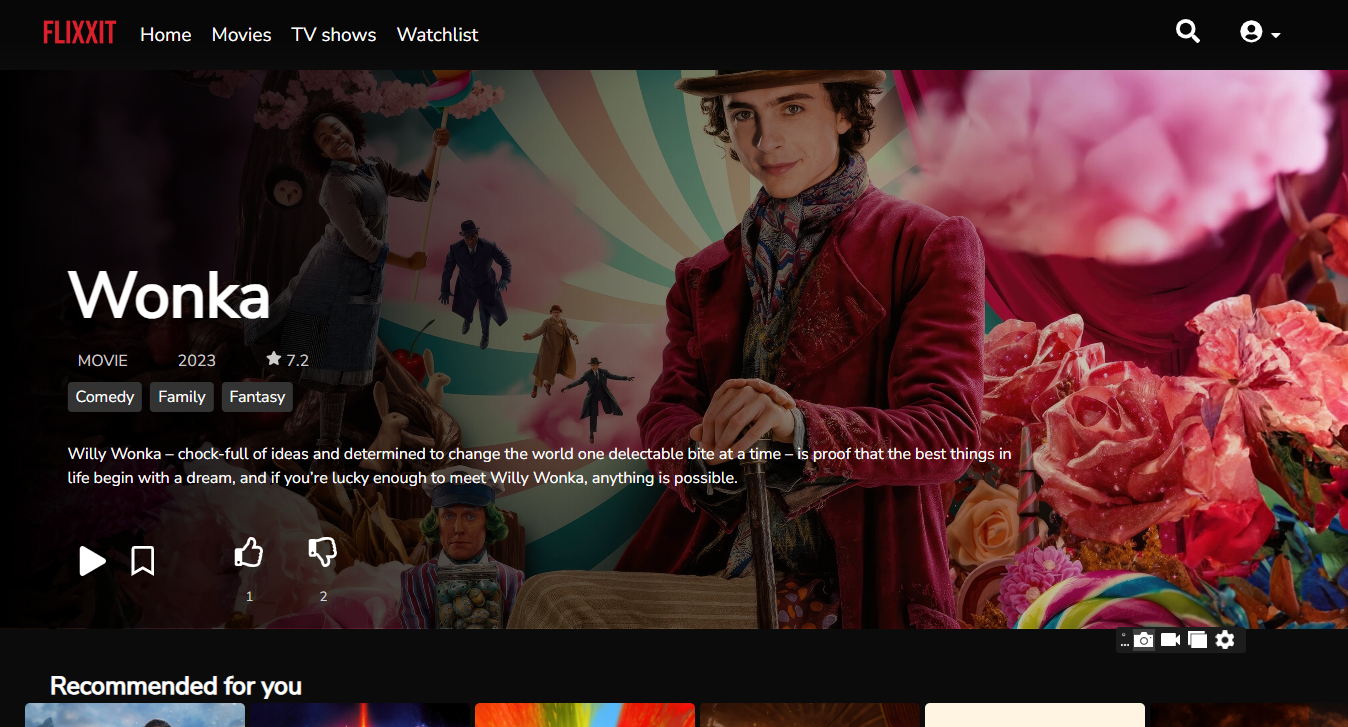 FLIXXIT Home Movies TV shows Watchlist
Wonka
MOVIE 2023 7.2
Comedy Family Fantasy
Willy Wonka – chock-full of ideas and determined to change the world one delectable bite at a time – is proof that the best things in
life begin with a dream, and if you’re lucky enough to meet Willy Wonka, anything is possible.
1 2
Recommended for you